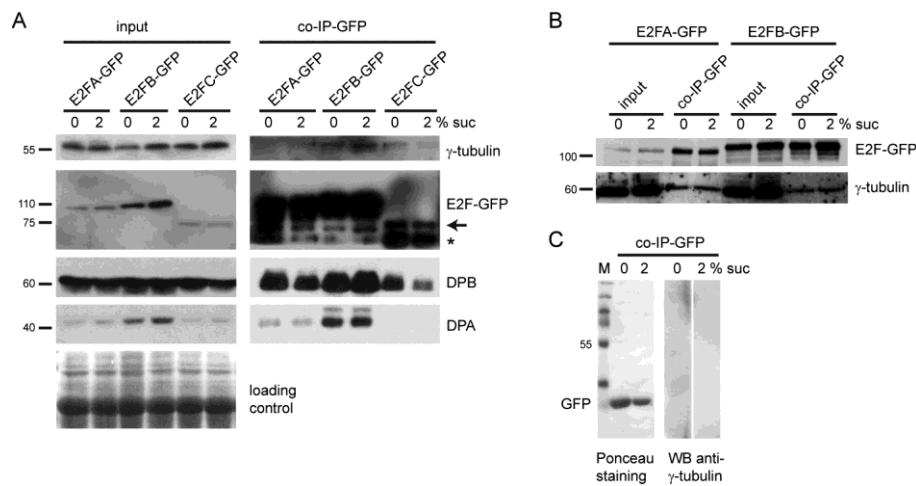 A
input
co-IP-GFP
E2FA-GFP E2FB-GFP E2FC-GFP E2FA-GFP E2FB-GFP E2FC-GFP
0 2 0 2 0 2 0 2 0 2 0 2 % suc
55 γ-tubulin
110 E2F-GFP
75
*
60 DPB
40 DPA
loading
control
B
E2FA-GFP E2FB-GFP
input co-IP-GFP input co-IP-GFP
0 2 0 2 0 2 0 2 % suc
100 E2F-GFP
60 γ-tubulin
C
co-IP-GFP
M 0 2 0 2 % suc
55
GFP
Ponceau WB anti-
staining γ-tubulin